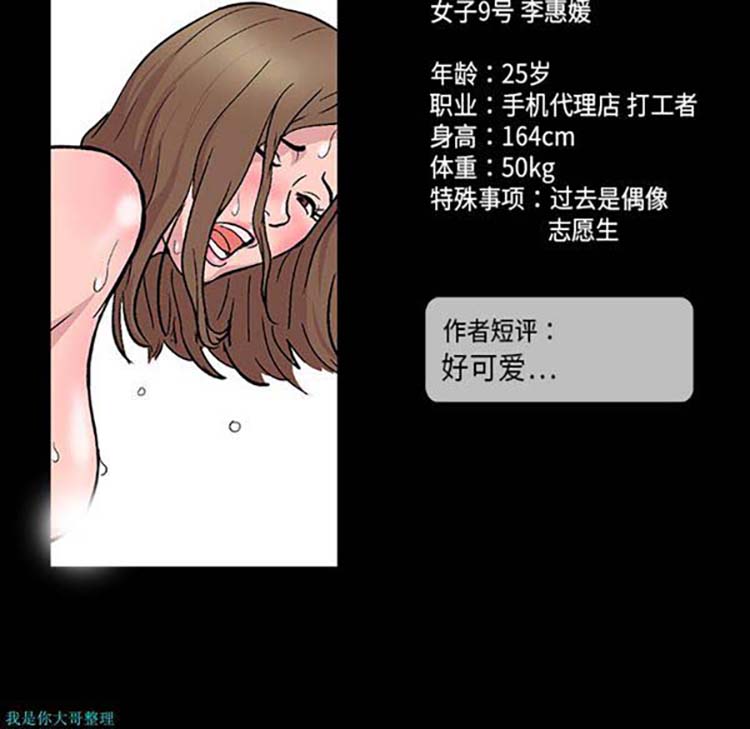 女子9号 李惠媛
年龄：25岁
职业：手机代理店 打工者
身高：164cm
体重：50kg
特殊事项：过去是偶像
志愿生
作者短评：
好可爱...
我是你大哥整理